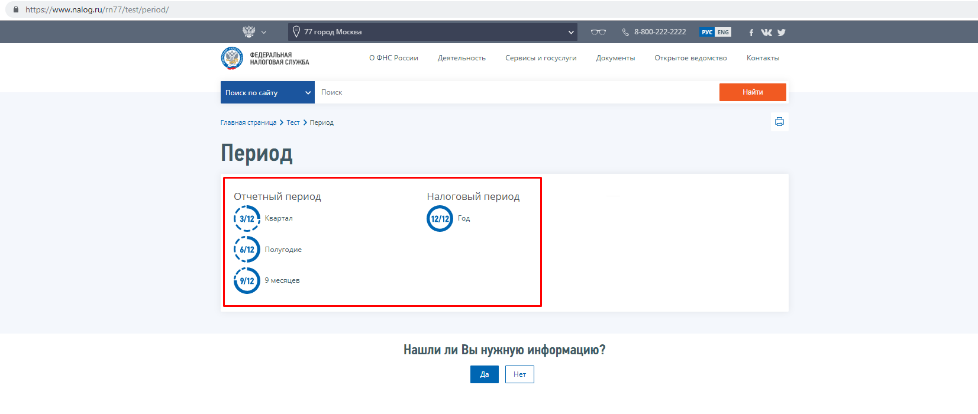 https://www.nalog.ru/rn77/test/period/
77 город Москва
8-800-222-2222
РУС ENG
ФЕДЕРАЛЬНАЯ
НАЛОГОВАЯ СЛУЖБА
О ФНС России Деятельность Сервисы и госуслуги Документы Открытое ведомство Контакты
Поиск по сайту Поиск Найти
Главная страница Тест Период
Период
Отчетный период Налоговый период
3/12 Квартал 12/12 Год
6/12 Полугодие
9/12 9 месяцев
Нашли ли Вы нужную информацию?
Да Нет